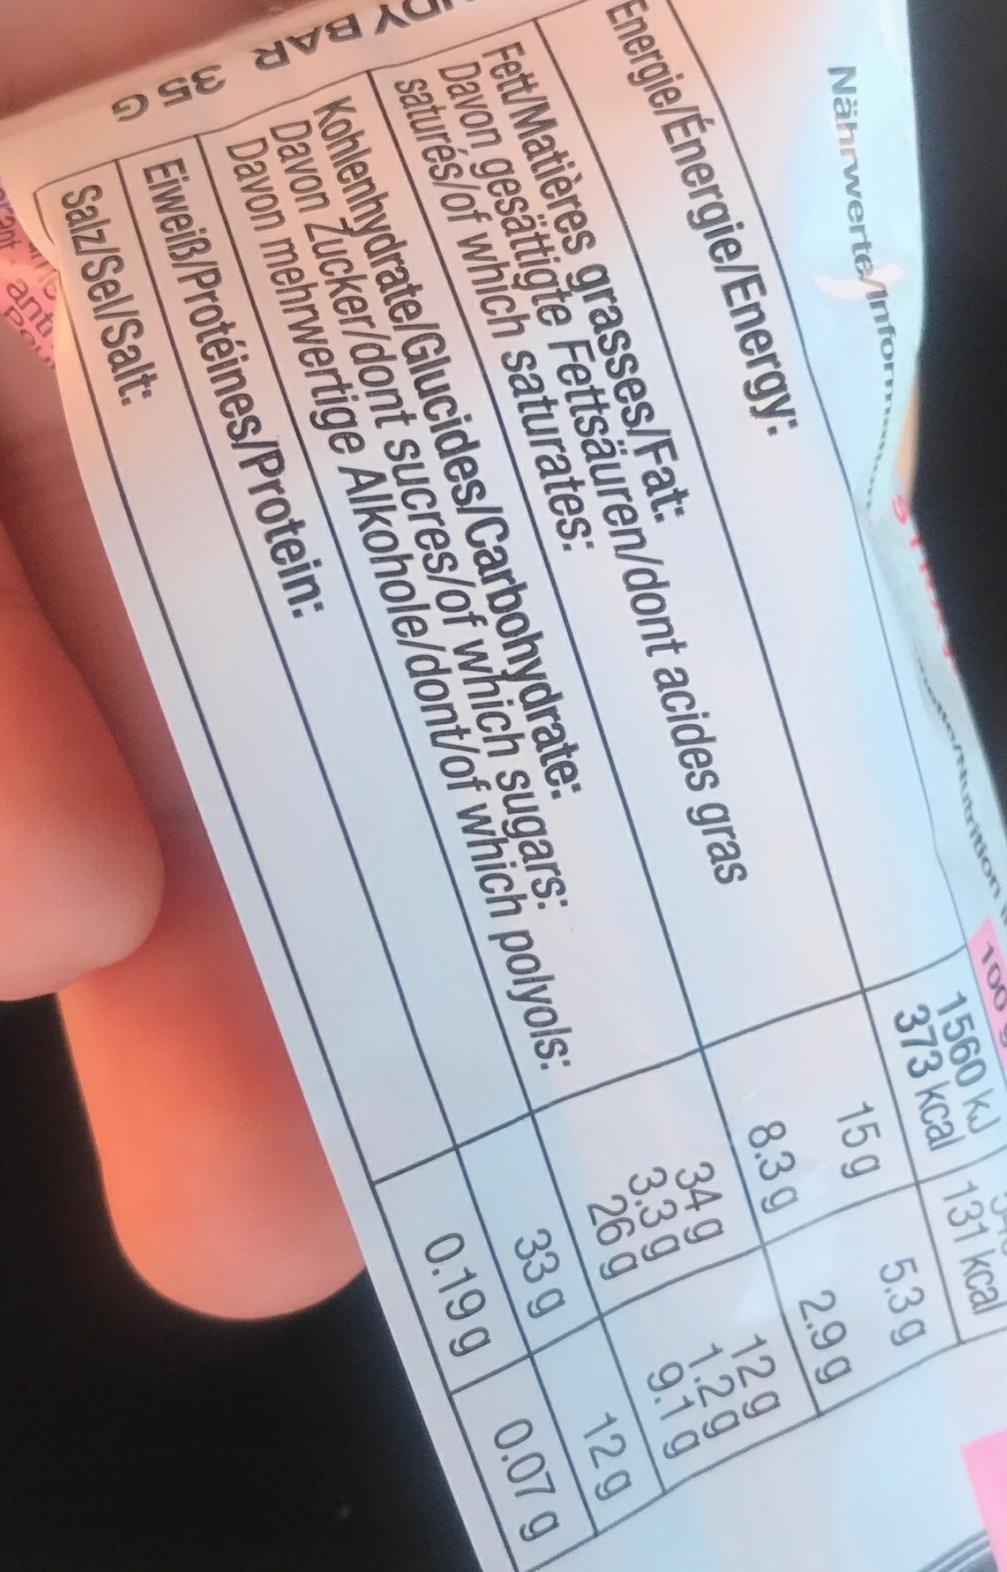 Nährwerte/Information
100 g
Energie/Énergie/Energy:
1560 kJ
373 kcal 131 kcal
Fett/Matières grasses/Fat: 15 g 5.3 g
Davon gesättigte Fettsäuren/dont acides gras
saturés/of which saturates: 8.3 g 2.9 g
Kohlenhydrate/Glucides/Carbohydrate: 34 g 12 g
Davon Zucker/dont sucres/of which sugars: 3.3 g 1.2 g
Davon mehrwertige Alkohole/dont/of which polyols: 26 g 9.1 g
Eiweiß/Protéines/Protein: 33 g 12 g
Salz/Sel/Salt: 0.19 g 0.07 g
BAR
35 G